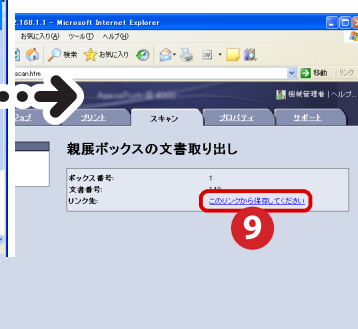 2.168.1.1 - Microsoft Internet Explorer
お気に入り(A) ツール(T) ヘルプ(H)
検索 お気に入り
scan.htm 移動 リンク
機械管理者 | ヘルプ
ジョブ プリント スキャン プロパティ サポート
親展ボックスの文書取り出し
ボックス番号: 1
文書番号:
リンク先: このリンクから保存してください
9